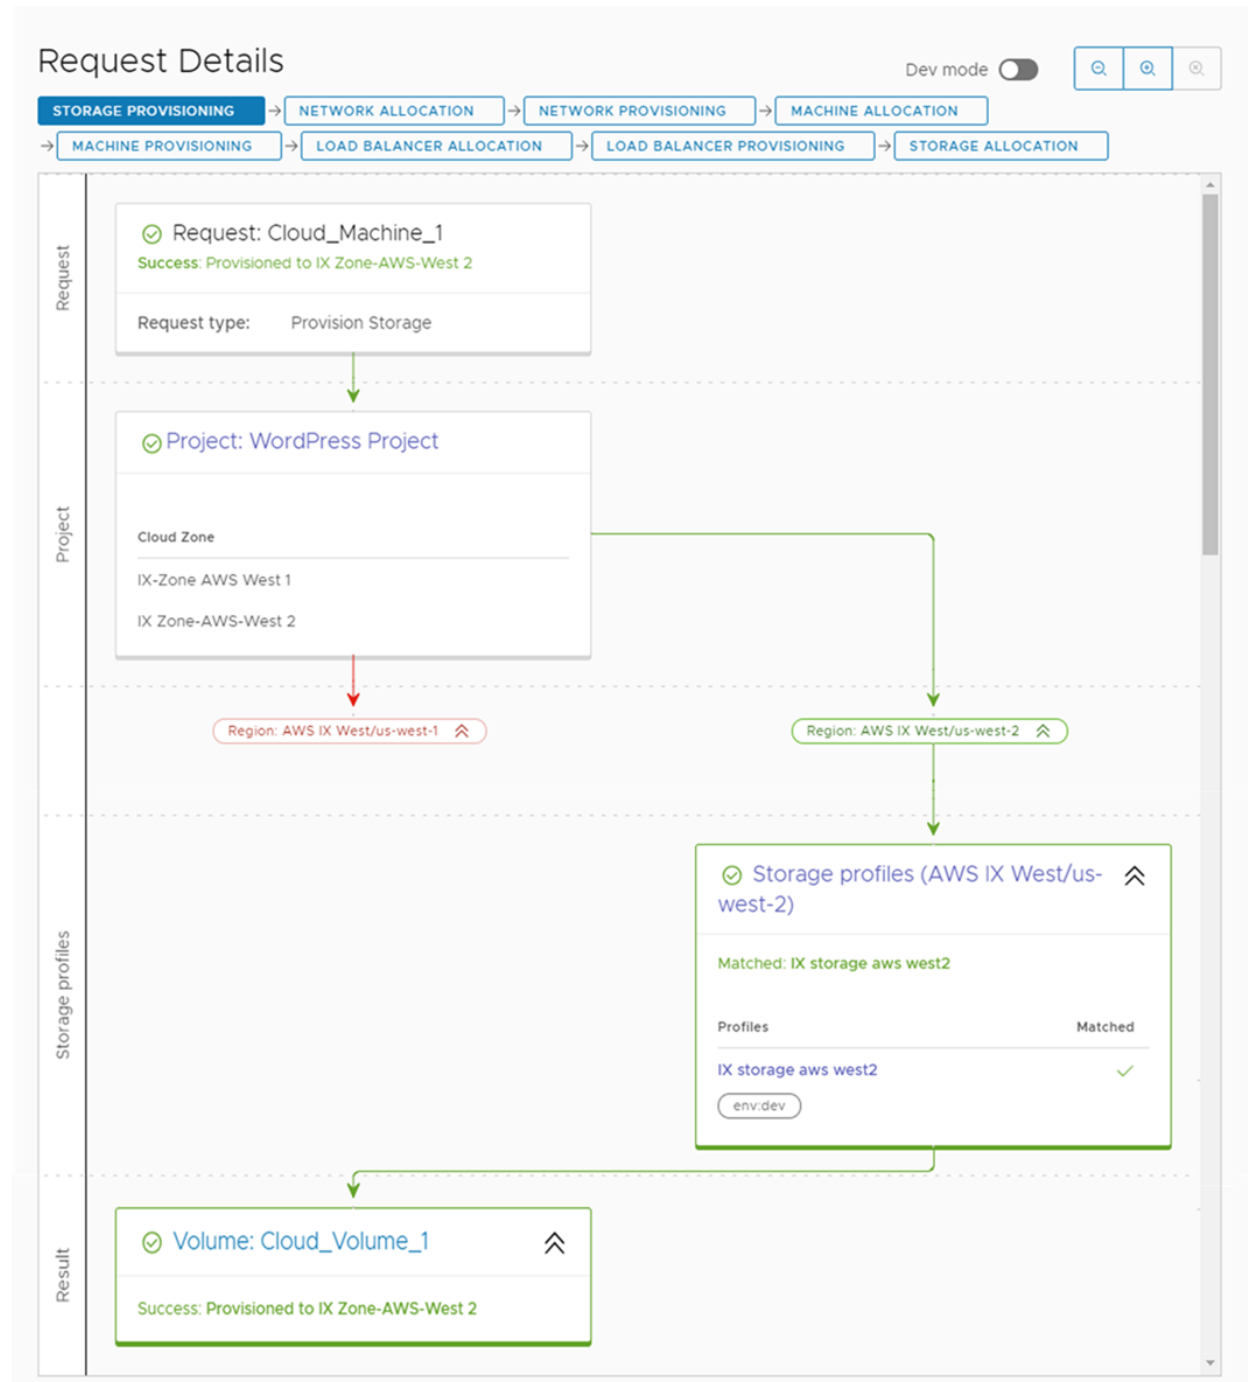 Request Details
Dev mode
STORAGE PROVISIONING
NETWORK ALLOCATION
NETWORK PROVISIONING
MACHINE ALLOCATION
MACHINE PROVISIONING
LOAD BALANCER ALLOCATION
LOAD BALANCER PROVISIONING
STORAGE ALLOCATION
Request
Request: Cloud_Machine_1
Success: Provisioned to IX Zone-AWS-West 2
Request type: Provision Storage
Project
Project: WordPress Project
Cloud Zone
IX-Zone AWS West 1
IX Zone-AWS-West 2
Region: AWS IX West/us-west-1
Region: AWS IX West/us-west-2
Storage profiles
Storage profiles (AWS IX West/us-
west-2)
Matched: IX storage aws west2
Profiles Matched
IX storage aws west2
env:dev
Result
Volume: Cloud_Volume_1
Success: Provisioned to IX Zone-AWS-West 2